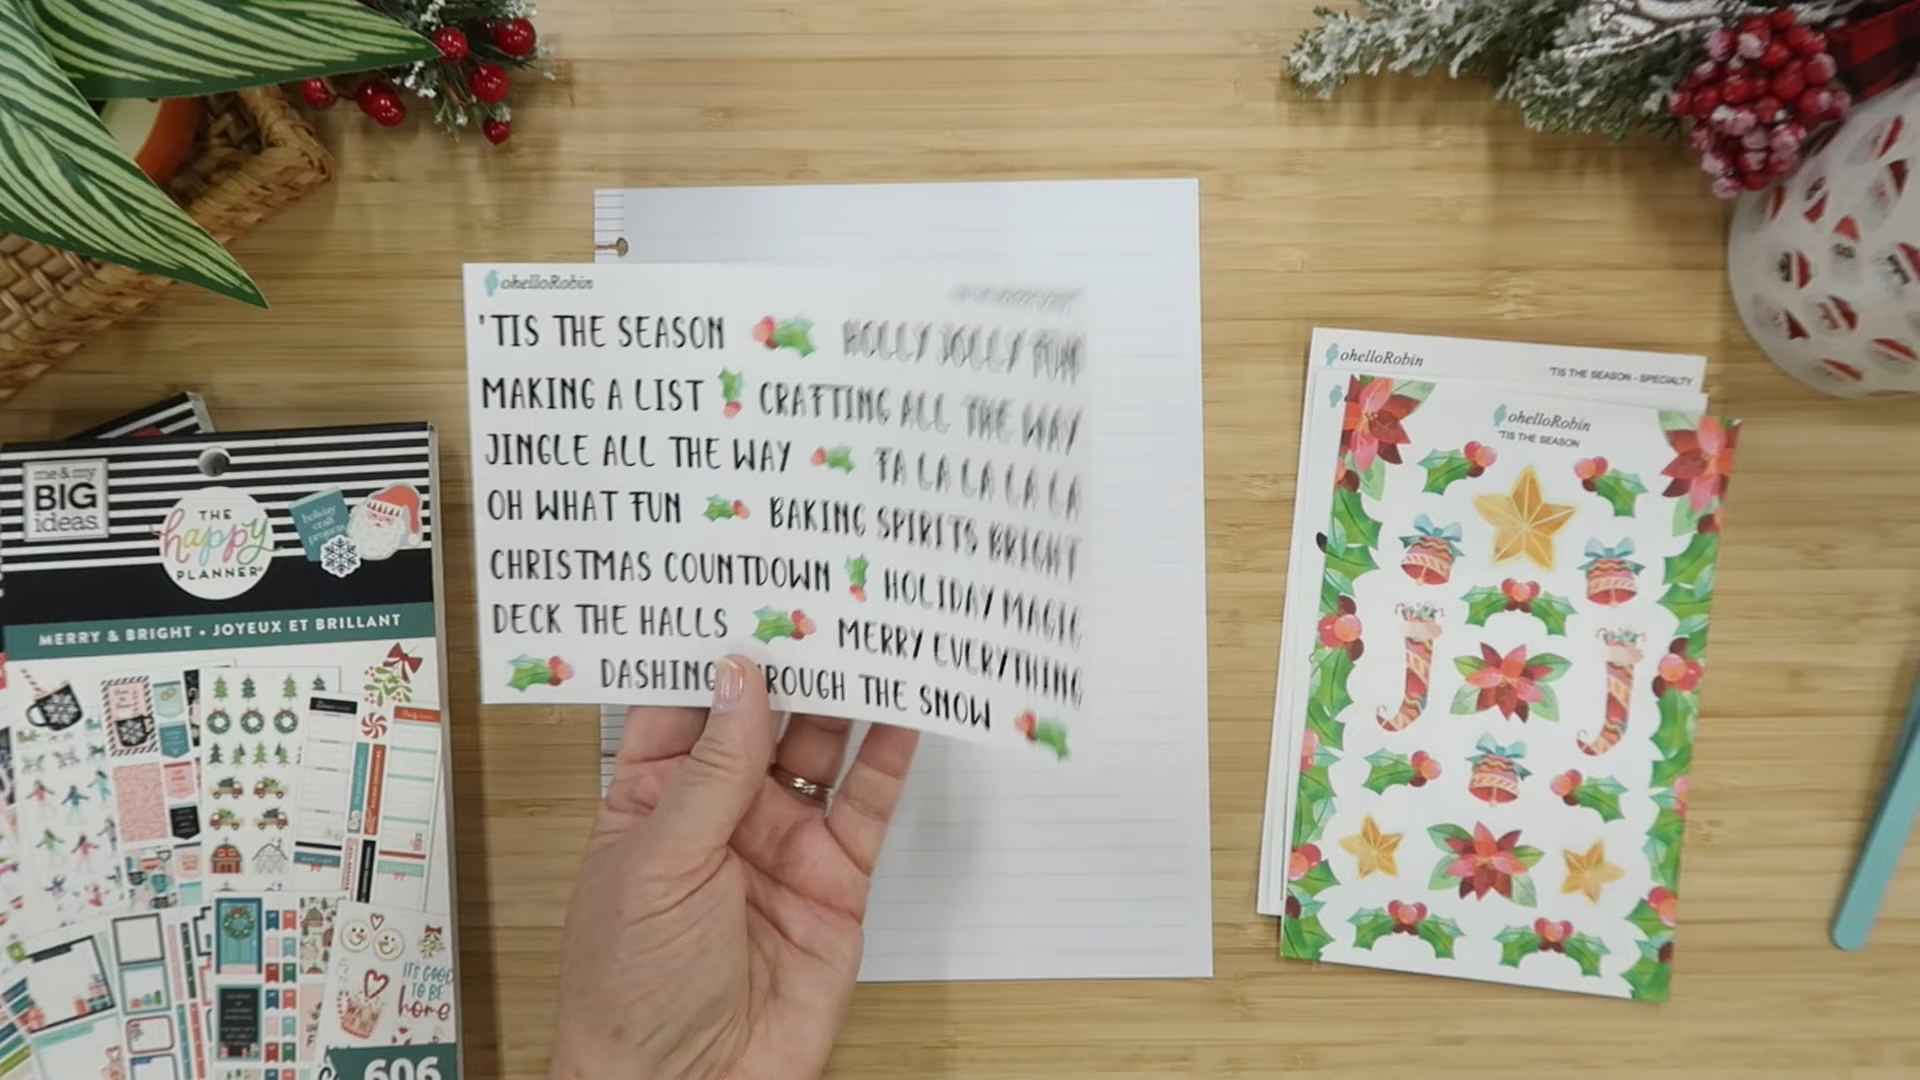 ohelloRobin
'TIS THE SEASON HOLLY JOLLY FUN
MAKING A LIST CRAFTING ALL THE WAY
JINGLE ALL THE WAY FA LA LA LA LA
OH WHAT FUN BAKING SPIRITS BRIGHT
CHRISTMAS COUNTDOWN HOLIDAY MAGIC
DECK THE HALLS MERRY EVERYTHING
DASHING THROUGH THE SNOW
me & my
BIG
ideas.
THE
happy
PLANNER
holiday
craft
projects
MERRY & BRIGHT • JOYEUX ET BRILLANT
IT'S GOOD
TO BE
home
606
ohelloRobin
'TIS THE SEASON - SPECIALTY
ohelloRobin
'TIS THE SEASON